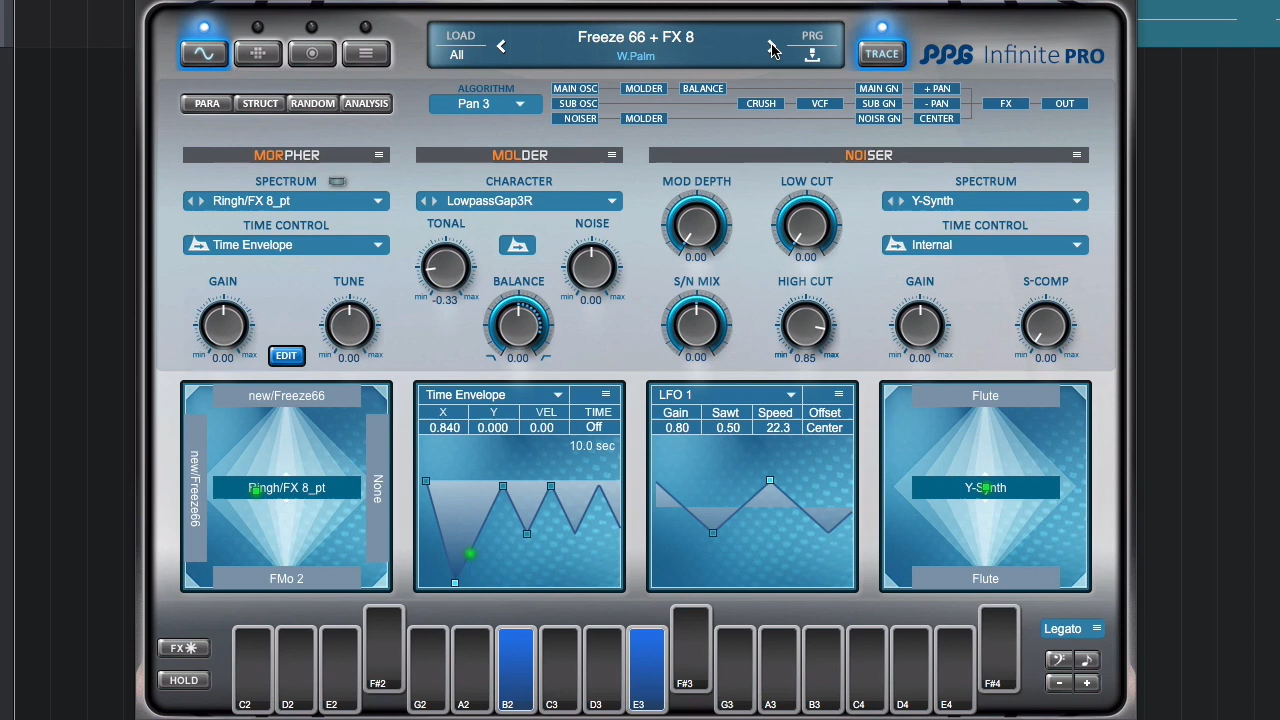 LOAD
All
Freeze 66 + FX 8
W.Palm
PRG
TRACE
PPG Infinite PRO
PARA STRUCT RANDOM ANALYSIS
ALGORITHM
Pan 3
MAIN OSC MOLDER BALANCE MAIN GN + PAN
SUB OSC CRUSH VCF SUB GN - PAN FX OUT
NOISER MOLDER NOISR GN CENTER
MORPHER
SPECTRUM
Ringh/FX 8_pt
TIME CONTROL
Time Envelope
GAIN TUNE
min max min max
0.00 0.00
EDIT
MOLDER
CHARACTER
LowpassGap3R
TONAL NOISE
min max min max
-0.33 0.00
BALANCE
0.00
NOISER
MOD DEPTH LOW CUT
0.00 0.00
S/N MIX HIGH CUT
min max
0.00 0.85
SPECTRUM
Y-Synth
TIME CONTROL
Internal
GAIN S-COMP
min max min max
0.00 0.00
new/Freeze66
new/Freeze66
Ringh/FX 8_pt
None
FMo 2
Time Envelope
X Y VEL TIME
0.840 0.000 0.00 Off
10.0 sec
LFO 1
Gain Sawt Speed Offset
0.80 0.50 22.3 Center
Flute
Y-Synth
Flute
FX
HOLD
F#2 F#3 F#4
C2 D2 E2 G2 A2 B2 C3 D3 E3 G3 A3 B3 C4 D4 E4
Legato
- +